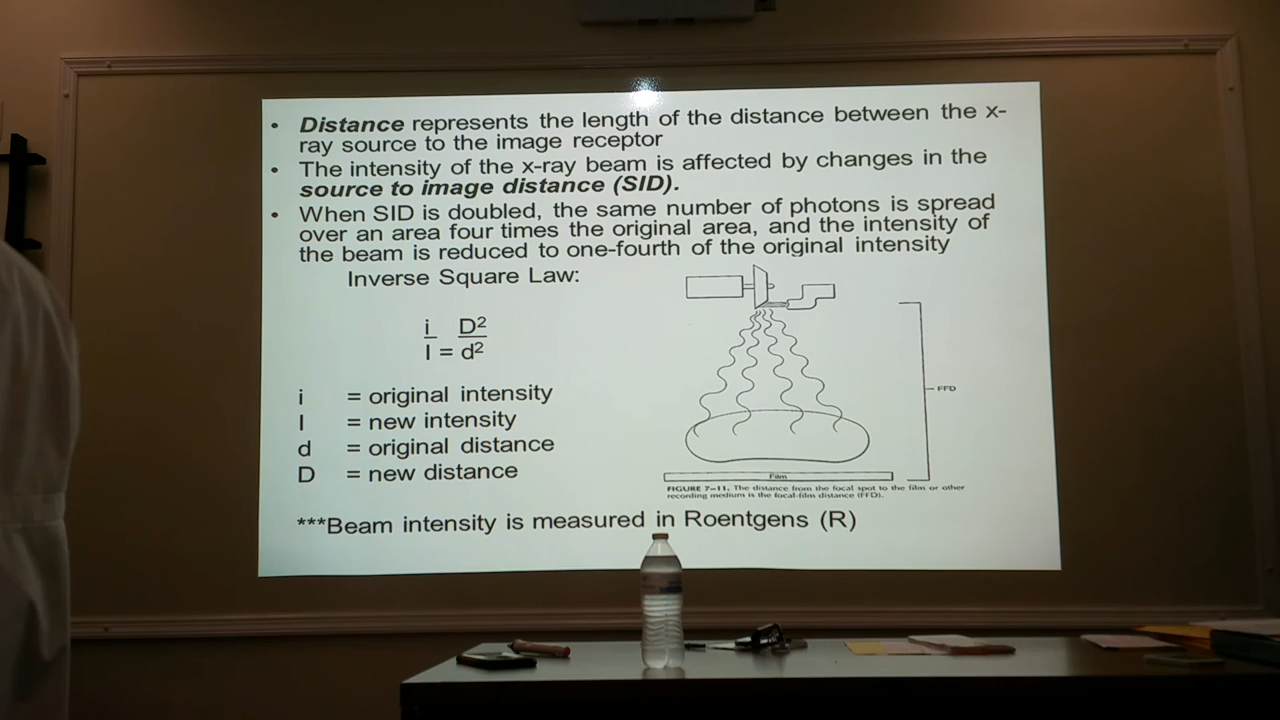 • Distance represents the length of the distance between the x-
ray source to the image receptor
• The intensity of the x-ray beam is affected by changes in the
source to image distance (SID).
• When SID is doubled, the same number of photons is spread
over an area four times the original area, and the intensity of
the beam is reduced to one-fourth of the original intensity
Inverse Square Law:
i D²
I = d²
i = original intensity
I = new intensity
d = original distance
D = new distance
***Beam intensity is measured in Roentgens (R)
FFD
Film
FIGURE 7–11. The distance from the focal spot to the film or other
recording medium is the focal-film distance (FFD).